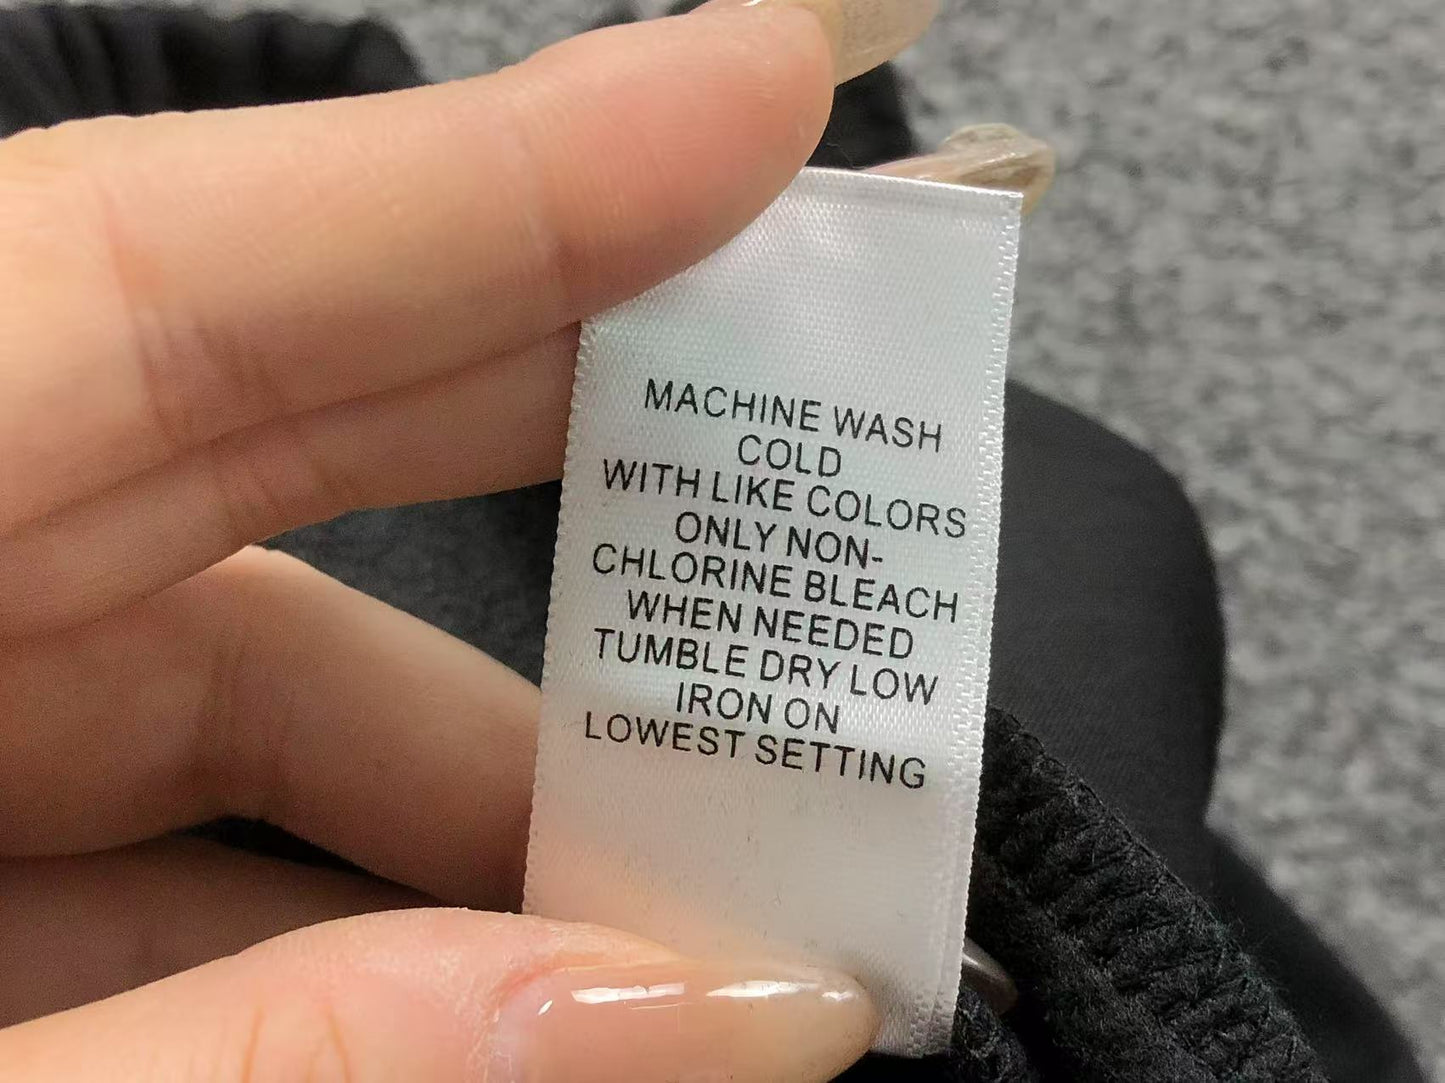 MACHINE WASH
COLD
WITH LIKE COLORS
ONLY NON-
CHLORINE BLEACH
WHEN NEEDED
TUMBLE DRY LOW
IRON ON
LOWEST SETTING